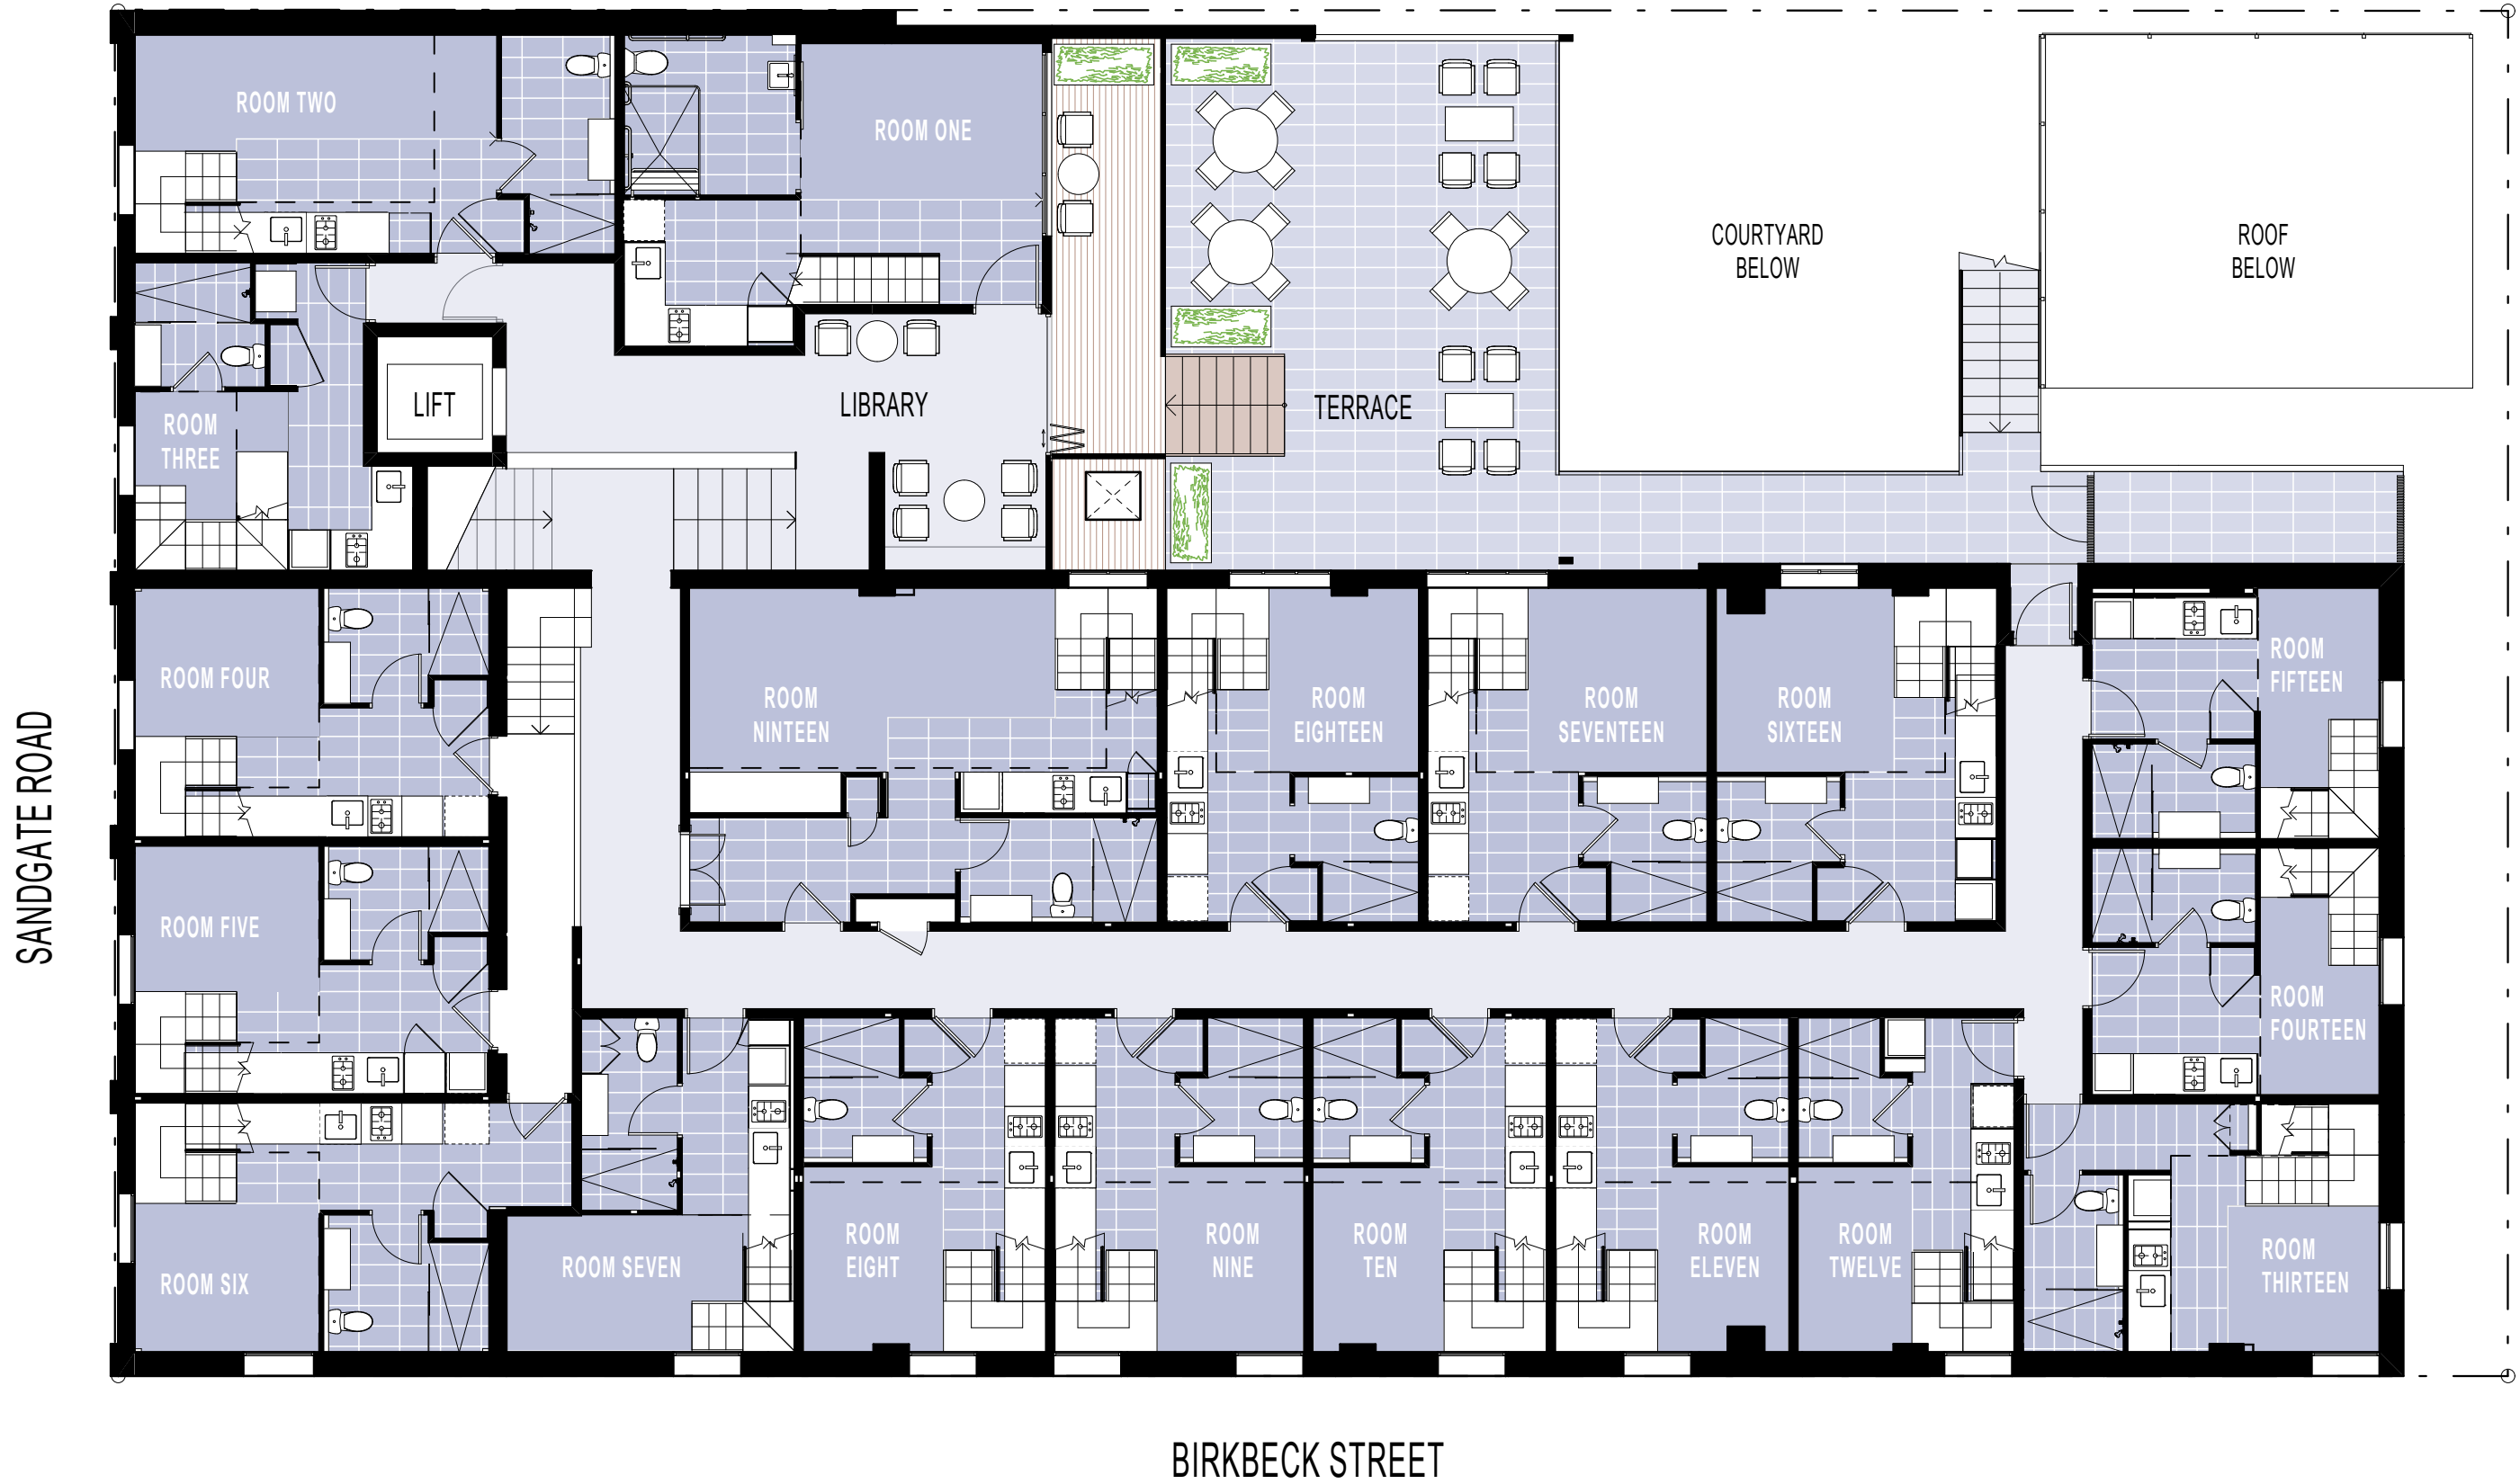 ROOM TWO
ROOM ONE
COURTYARD
BELOW
ROOF
BELOW
LIFT
LIBRARY
TERRACE
ROOM
THREE
ROOM FOUR
ROOM
NINTEEN
ROOM
EIGHTEEN
ROOM
SEVENTEEN
ROOM
SIXTEEN
ROOM
FIFTEEN
SANDGATE ROAD
ROOM FIVE
ROOM
FOURTEEN
ROOM SIX
ROOM SEVEN
ROOM
EIGHT
ROOM
NINE
ROOM
TEN
ROOM
ELEVEN
ROOM
TWELVE
ROOM
THIRTEEN
BIRKBECK STREET